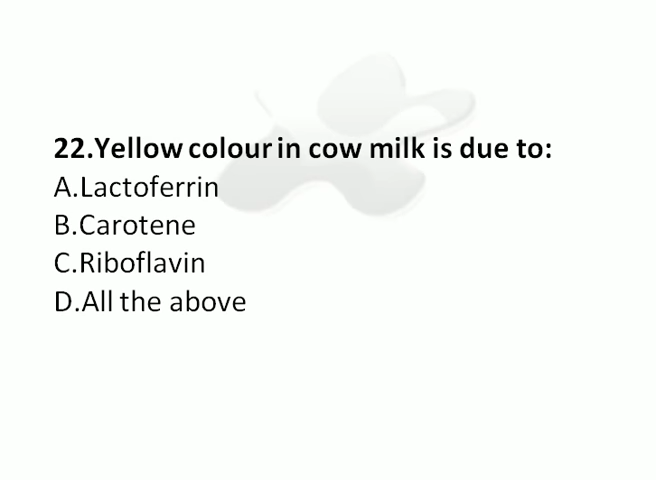 22.Yellow colour in cow milk is due to:
A.Lactoferrin
B.Carotene
C.Riboflavin
D.All the above